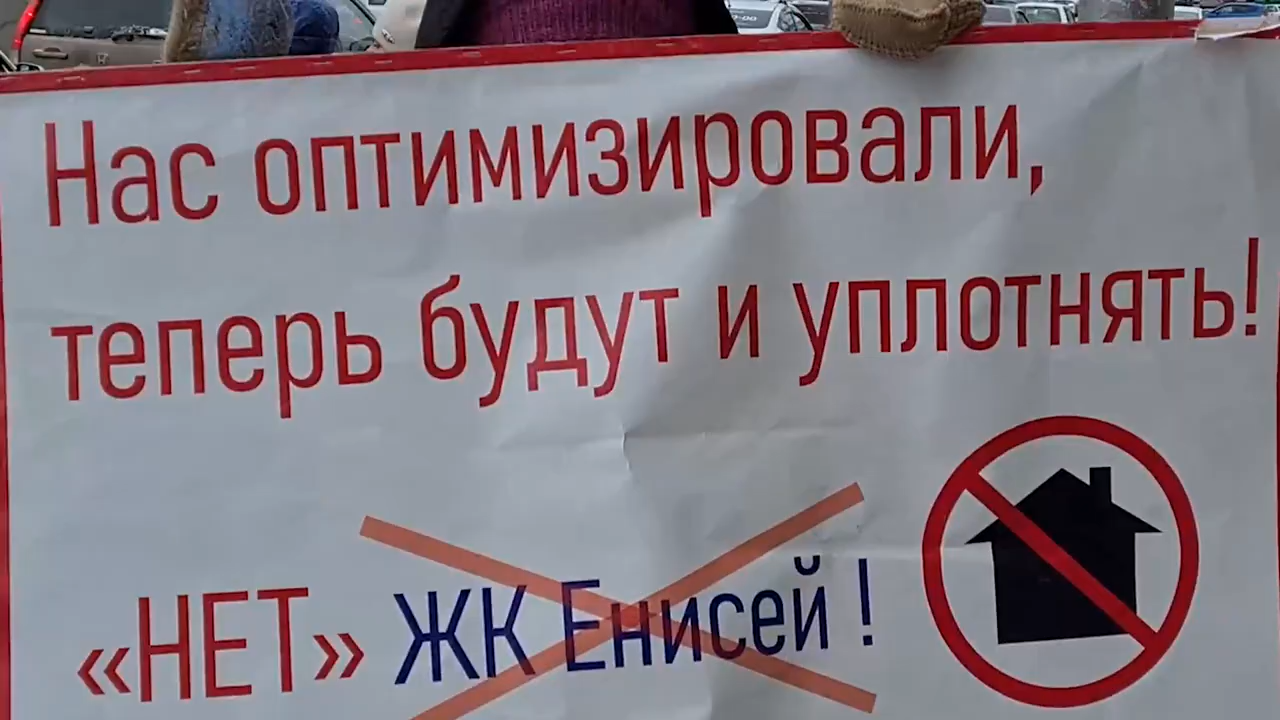 Нас оптимизировали,
теперь будут и уплотнять!
«НЕТ» ЖК Енисей !